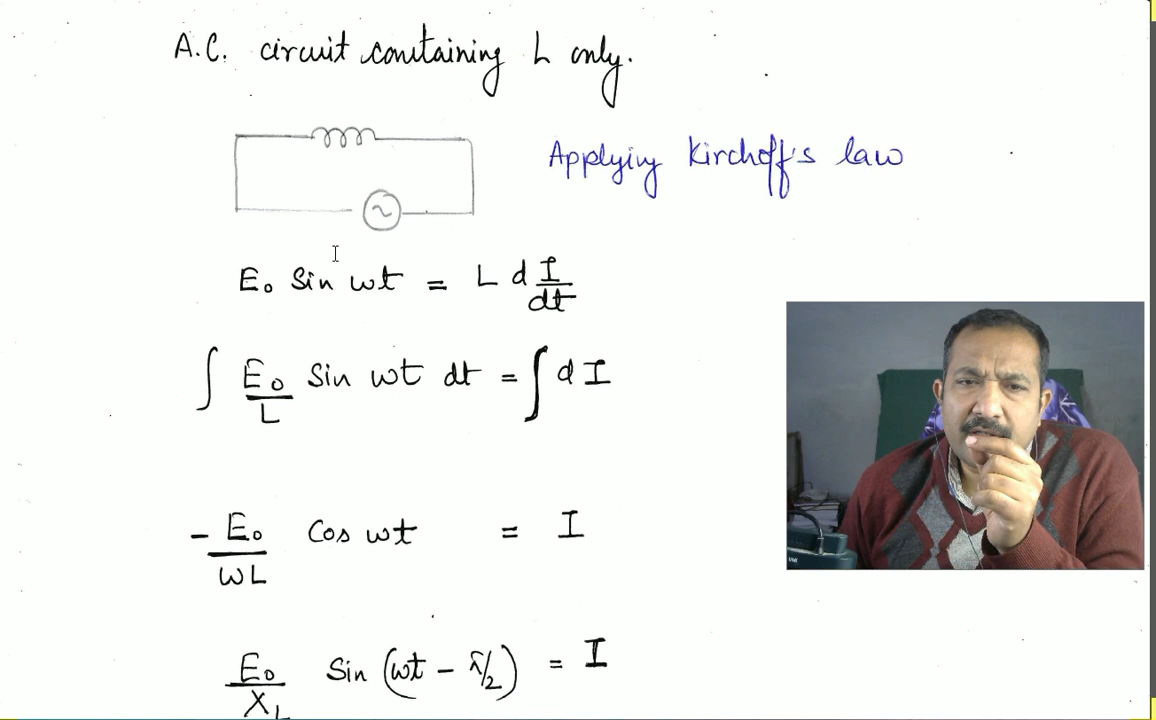 A.C. circuit containing L only.
Applying Kirchoff's law
E₀ Sin ωt = L dI/dt
∫ E₀/L Sin ωt dt = ∫ dI
- E₀/ωL Cos ωt = I
E₀/X_L Sin (ωt - π/2) = I